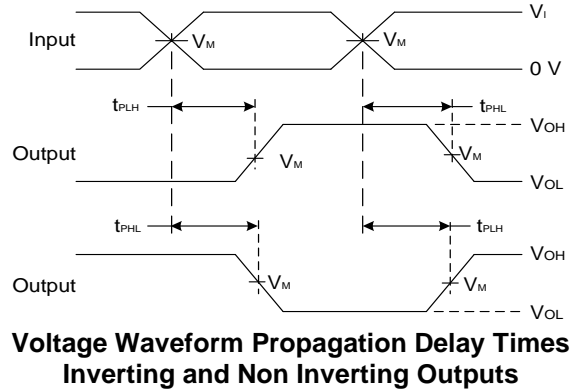 VI
Input
VM
VM
0 V
tPLH
tPHL
VOH
Output
VM
VM
VOL
tPHL
tPLH
VOH
Output
VM
VM
VOL
Voltage Waveform Propagation Delay Times
Inverting and Non Inverting Outputs